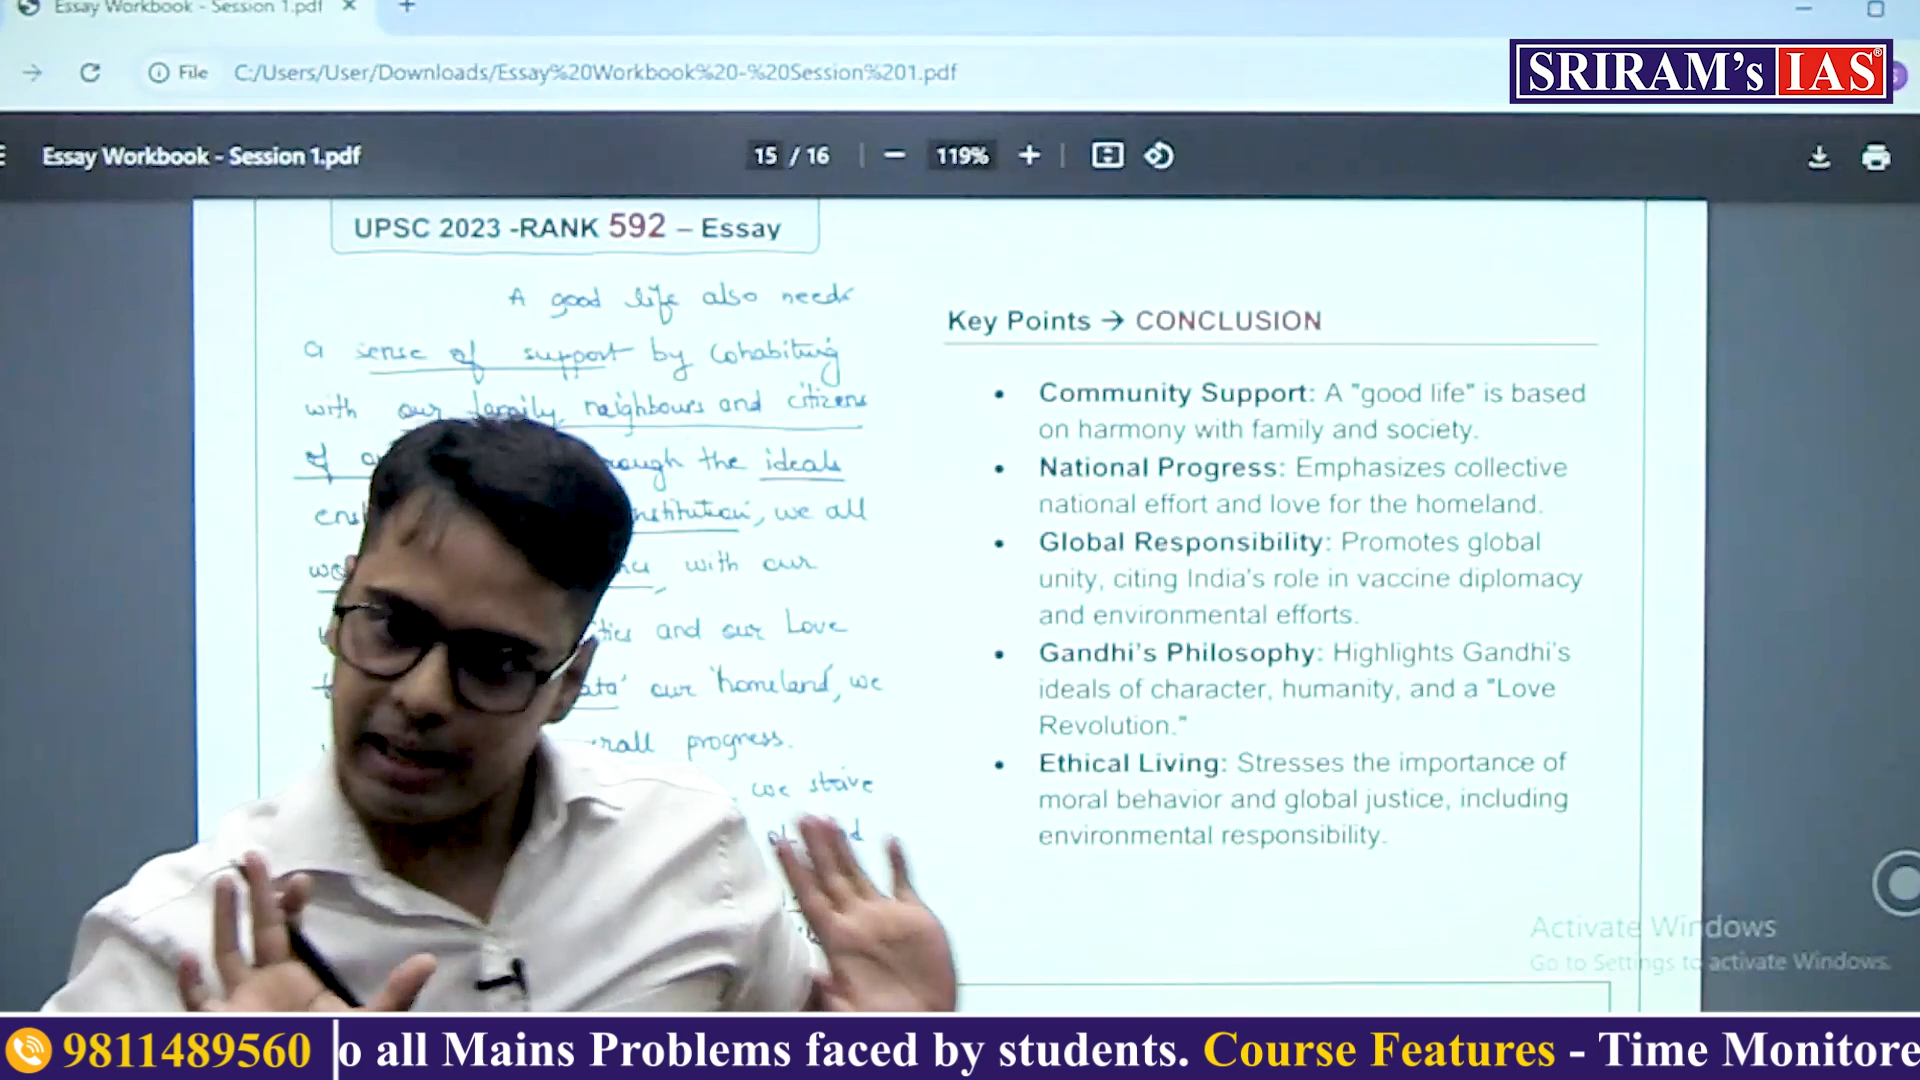 Essay Workbook - Session 1.pdf
File C:/Users/User/Downloads/Essay%20Workbook%20-%20Session%201.pdf
SRIRAM's IAS
Essay Workbook - Session 1.pdf
15 / 16
119%
UPSC 2023 -RANK 592 – Essay
A good life also needs
a sense of support by cohabiting
with our family, neighbours and citizens
of
the ideals
we all
with our
and our Love
our 'homeland', we
progress.
we strive
Key Points → CONCLUSION
• Community Support: A "good life" is based
on harmony with family and society.
• National Progress: Emphasizes collective
national effort and love for the homeland.
• Global Responsibility: Promotes global
unity, citing India's role in vaccine diplomacy
and environmental efforts.
• Gandhi's Philosophy: Highlights Gandhi's
ideals of character, humanity, and a "Love
Revolution."
• Ethical Living: Stresses the importance of
moral behavior and global justice, including
environmental responsibility.
Activate Windows
Go to Settings to activate Windows.
9811489560
o all Mains Problems faced by students. Course Features - Time Monitore